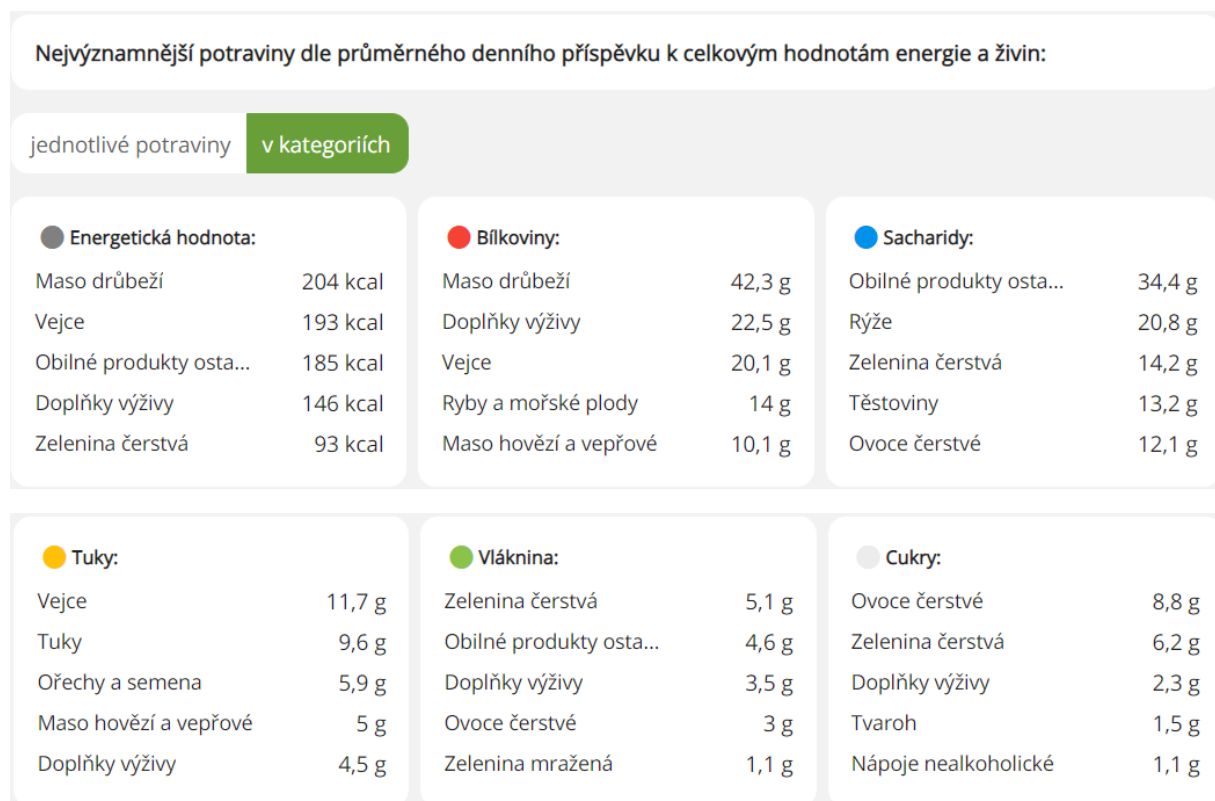 Nejvýznamnější potraviny dle průměrného denního příspěvku k celkovým hodnotám energie a živin:
jednotlivé potraviny v kategoriích
Energetická hodnota:
Maso drůbeží 204 kcal
Vejce 193 kcal
Obilné produkty osta... 185 kcal
Doplňky výživy 146 kcal
Zelenina čerstvá 93 kcal
Bílkoviny:
Maso drůbeží 42,3 g
Doplňky výživy 22,5 g
Vejce 20,1 g
Ryby a mořské plody 14 g
Maso hovězí a vepřové 10,1 g
Sacharidy:
Obilné produkty osta... 34,4 g
Rýže 20,8 g
Zelenina čerstvá 14,2 g
Těstoviny 13,2 g
Ovoce čerstvé 12,1 g
Tuky:
Vejce 11,7 g
Tuky 9,6 g
Ořechy a semena 5,9 g
Maso hovězí a vepřové 5 g
Doplňky výživy 4,5 g
Vláknina:
Zelenina čerstvá 5,1 g
Obilné produkty osta... 4,6 g
Doplňky výživy 3,5 g
Ovoce čerstvé 3 g
Zelenina mražená 1,1 g
Cukry:
Ovoce čerstvé 8,8 g
Zelenina čerstvá 6,2 g
Doplňky výživy 2,3 g
Tvaroh 1,5 g
Nápoje nealkoholické 1,1 g